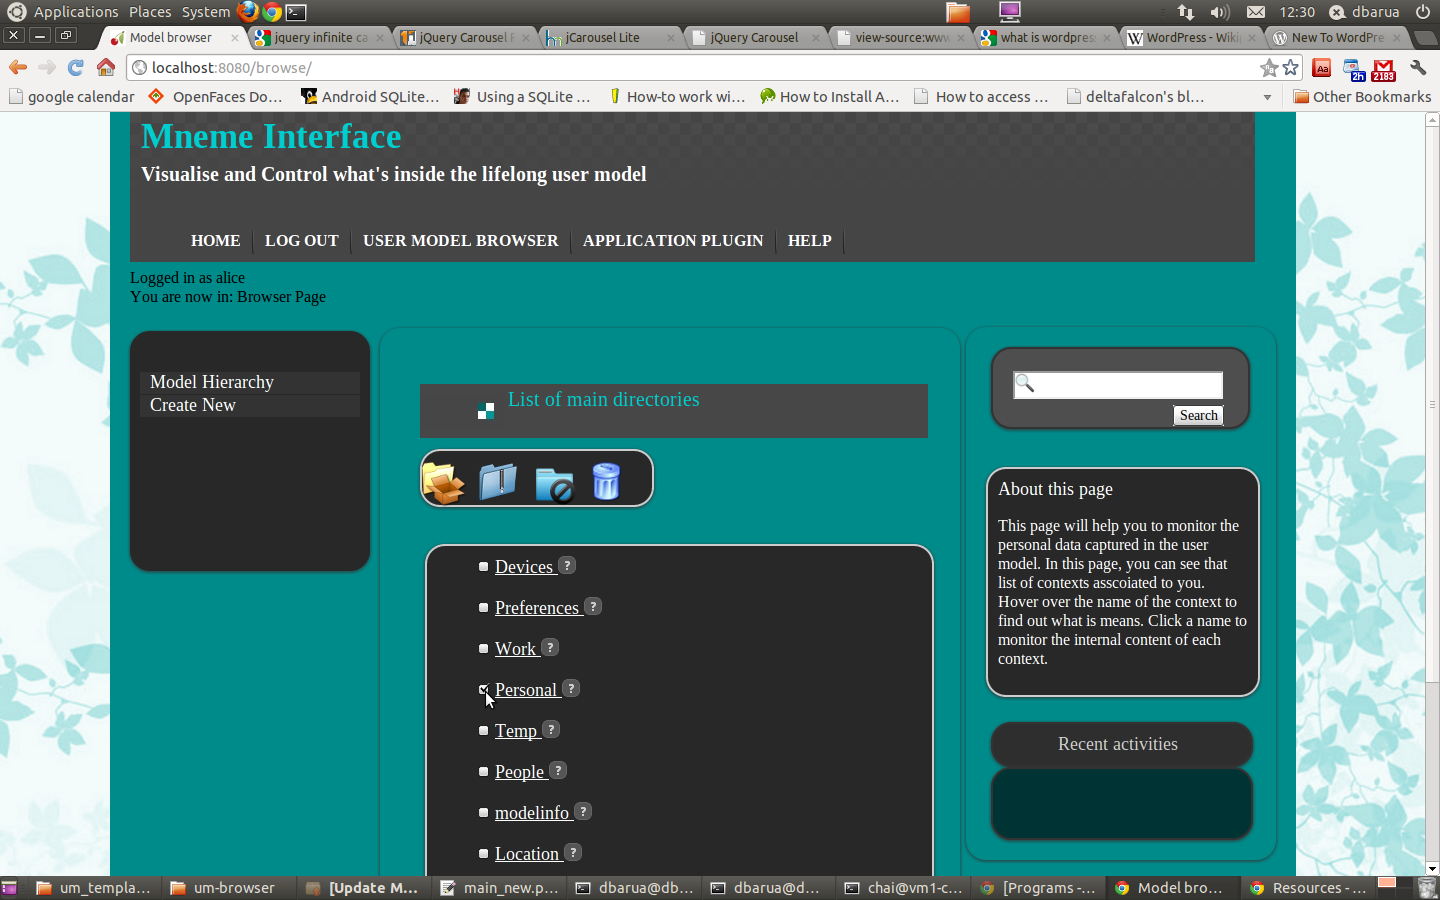 Applications Places System
12:30 dbarua
Model browser
jquery infinite ca
jQuery Carousel
jCarousel Lite
jQuery Carousel
view-source:www
what is wordpres
WordPress - Wiki
New To WordPre
localhost:8080/browse/
Aa
2h
2183
google calendar
OpenFaces Do...
Android SQLite...
Using a SQLite ...
How-to work wi...
How to Install A...
How to access ...
deltafalcon's bl...
Other Bookmarks
Mneme Interface
Visualise and Control what's inside the lifelong user model
HOME
LOG OUT
USER MODEL BROWSER
APPLICATION PLUGIN
HELP
Logged in as alice
You are now in: Browser Page
Model Hierarchy
Create New
List of main directories
Devices ?
Preferences ?
Work ?
Personal ?
Temp ?
People ?
modelinfo ?
Location ?
Search
About this page
This page will help you to monitor the
personal data captured in the user
model. In this page, you can see that
list of contexts asscoiated to you.
Hover over the name of the context to
find out what is means. Click a name to
monitor the internal content of each
context.
Recent activities
um_templa...
um-browser
[Update M...
main_new.p...
dbarua@db...
dbarua@d...
chai@vm1-c...
[Programs -...
Model bro...
Resources - ...